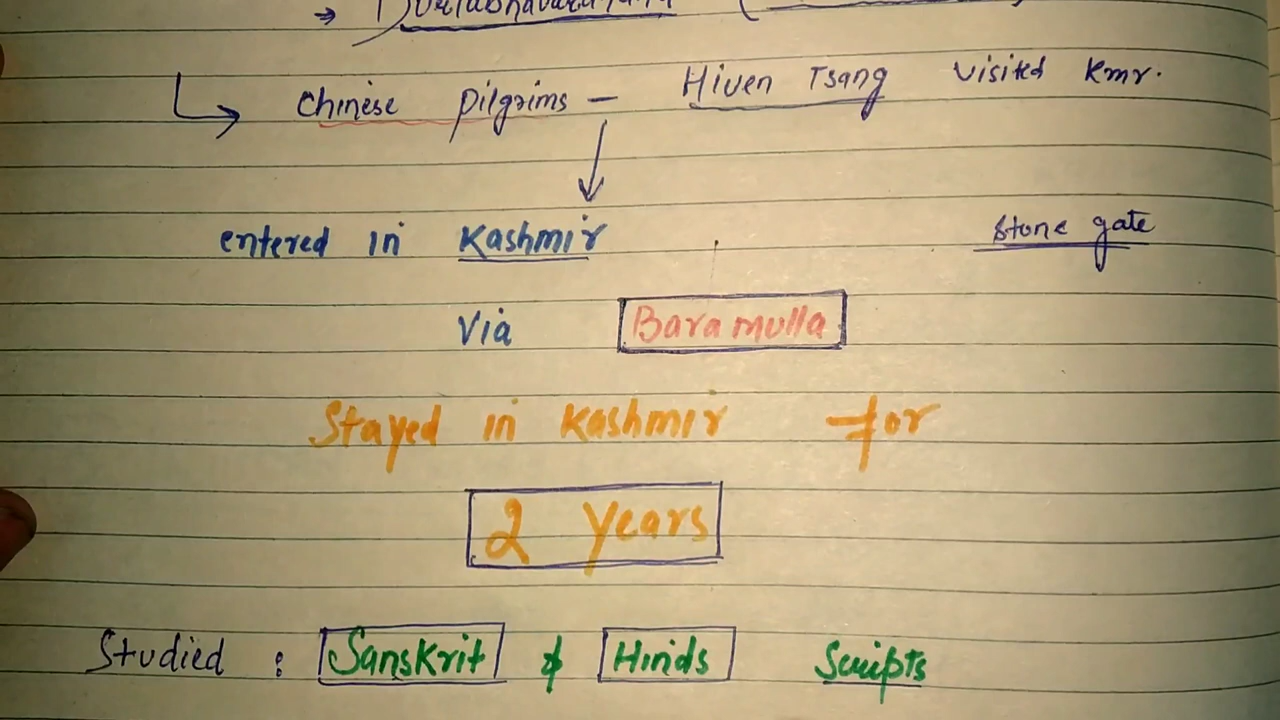 → Durlabhavardhana (
↳ Chinese Pilgrims – Hiuen Tsang visited Kmr.
entered in Kashmir Stone gate
Via Baramulla
Stayed in Kashmir for
2 Years
Studied : Sanskrit & Hinds Scripts